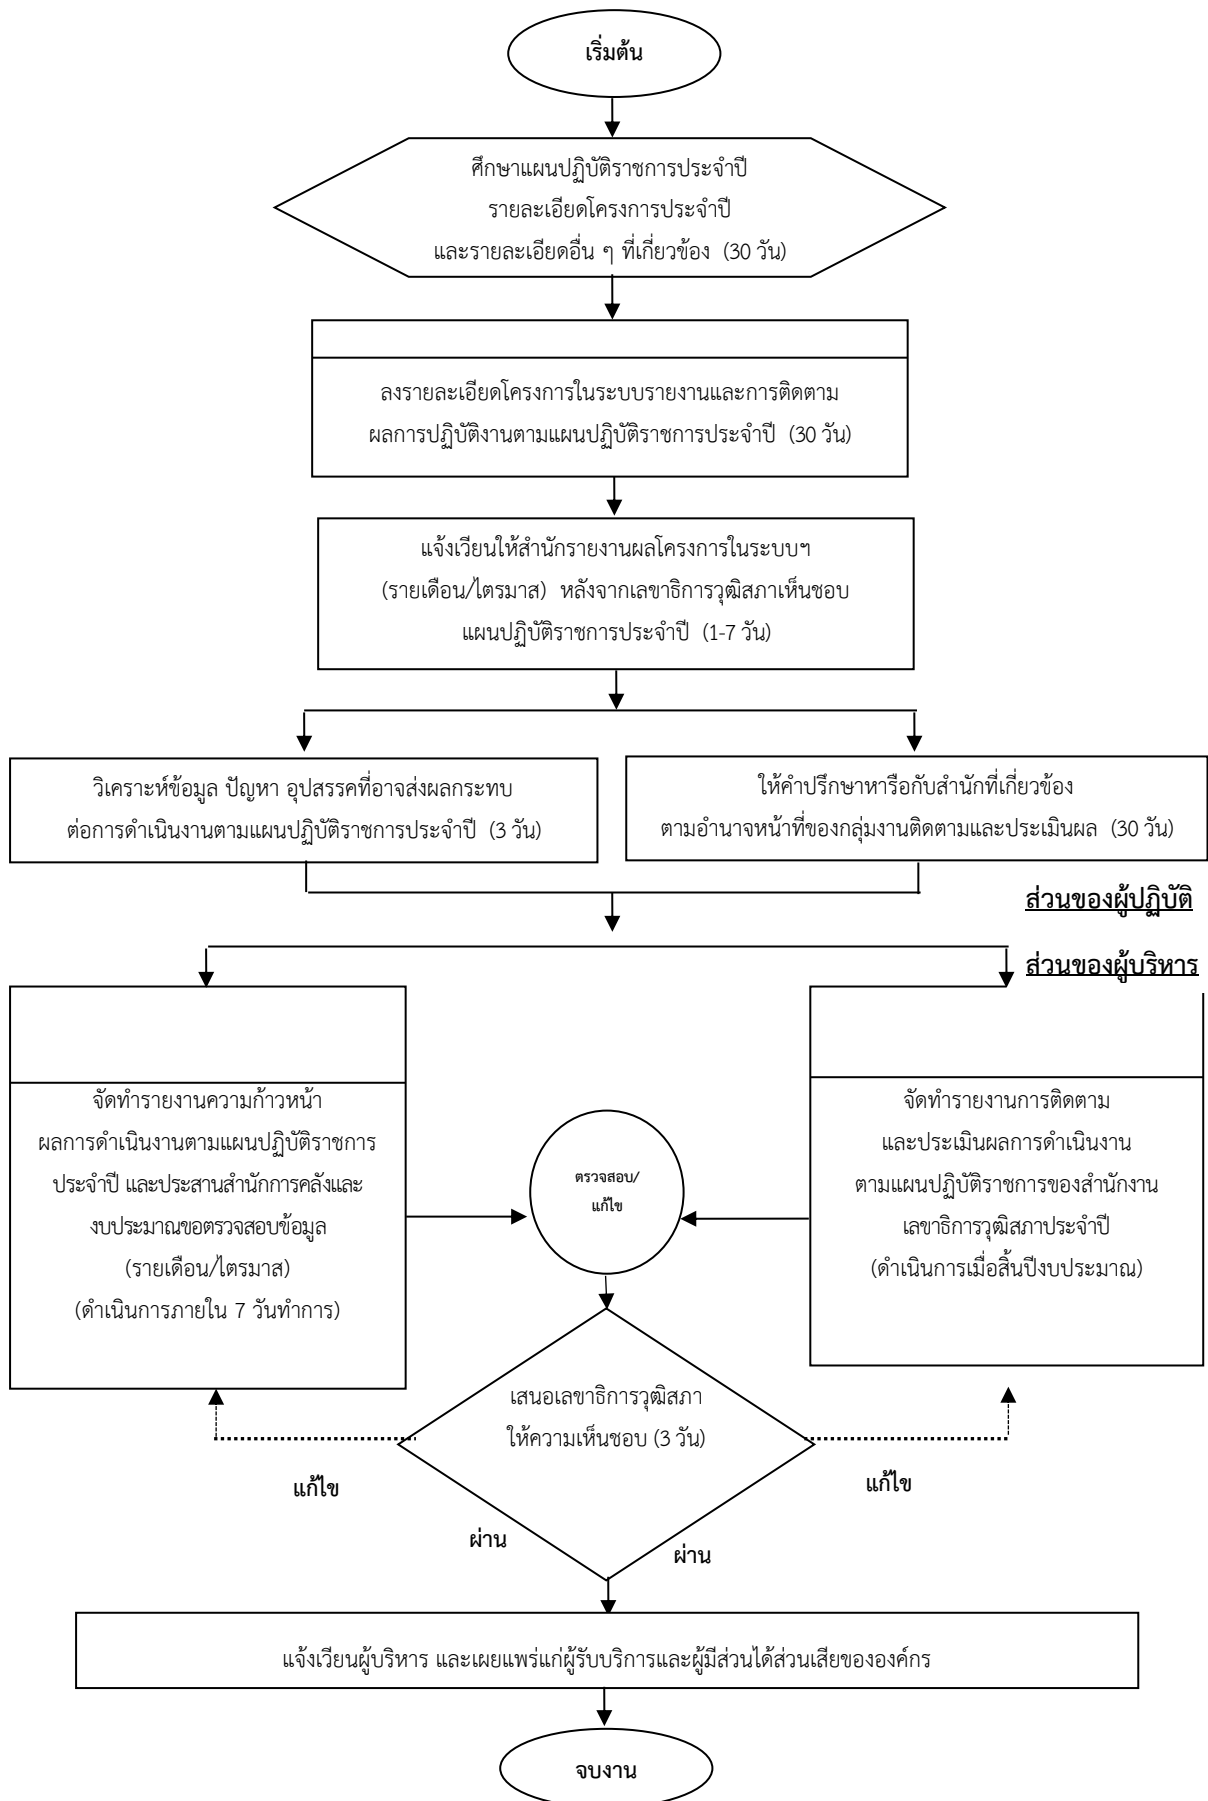 เริ่มต้น
ศึกษาแผนปฏิบัติราชการประจำปี
รายละเอียดโครงการประจำปี
และรายละเอียดอื่น ๆ ที่เกี่ยวข้อง (30 วัน)
ลงรายละเอียดโครงการในระบบรายงานและการติดตาม
ผลการปฏิบัติงานตามแผนปฏิบัติราชการประจำปี (30 วัน)
แจ้งเวียนให้สำนักรายงานผลโครงการในระบบฯ
(รายเดือน/ไตรมาส) หลังจากเลขาธิการวุฒิสภาเห็นชอบ
แผนปฏิบัติราชการประจำปี (1-7 วัน)
วิเคราะห์ข้อมูล ปัญหา อุปสรรคที่อาจส่งผลกระทบ
ต่อการดำเนินงานตามแผนปฏิบัติราชการประจำปี (3 วัน)
ให้คำปรึกษาหารือกับสำนักที่เกี่ยวข้อง
ตามอำนาจหน้าที่ของกลุ่มงานติดตามและประเมินผล (30 วัน)
ส่วนของผู้ปฏิบัติ
ส่วนของผู้บริหาร
จัดทำรายงานความก้าวหน้า
ผลการดำเนินงานตามแผนปฏิบัติราชการ
ประจำปี และประสานสำนักการคลังและ
งบประมาณขอตรวจสอบข้อมูล
(รายเดือน/ไตรมาส)
(ดำเนินการภายใน 7 วันทำการ)
ตรวจสอบ/
แก้ไข
จัดทำรายงานการติดตาม
และประเมินผลการดำเนินงาน
ตามแผนปฏิบัติราชการของสำนักงาน
เลขาธิการวุฒิสภาประจำปี
(ดำเนินการเมื่อสิ้นปีงบประมาณ)
เสนอเลขาธิการวุฒิสภา
ให้ความเห็นชอบ (3 วัน)
แก้ไข
แก้ไข
ผ่าน
ผ่าน
แจ้งเวียนผู้บริหาร และเผยแพร่แก่ผู้รับบริการและผู้มีส่วนได้ส่วนเสียขององค์กร
จบงาน